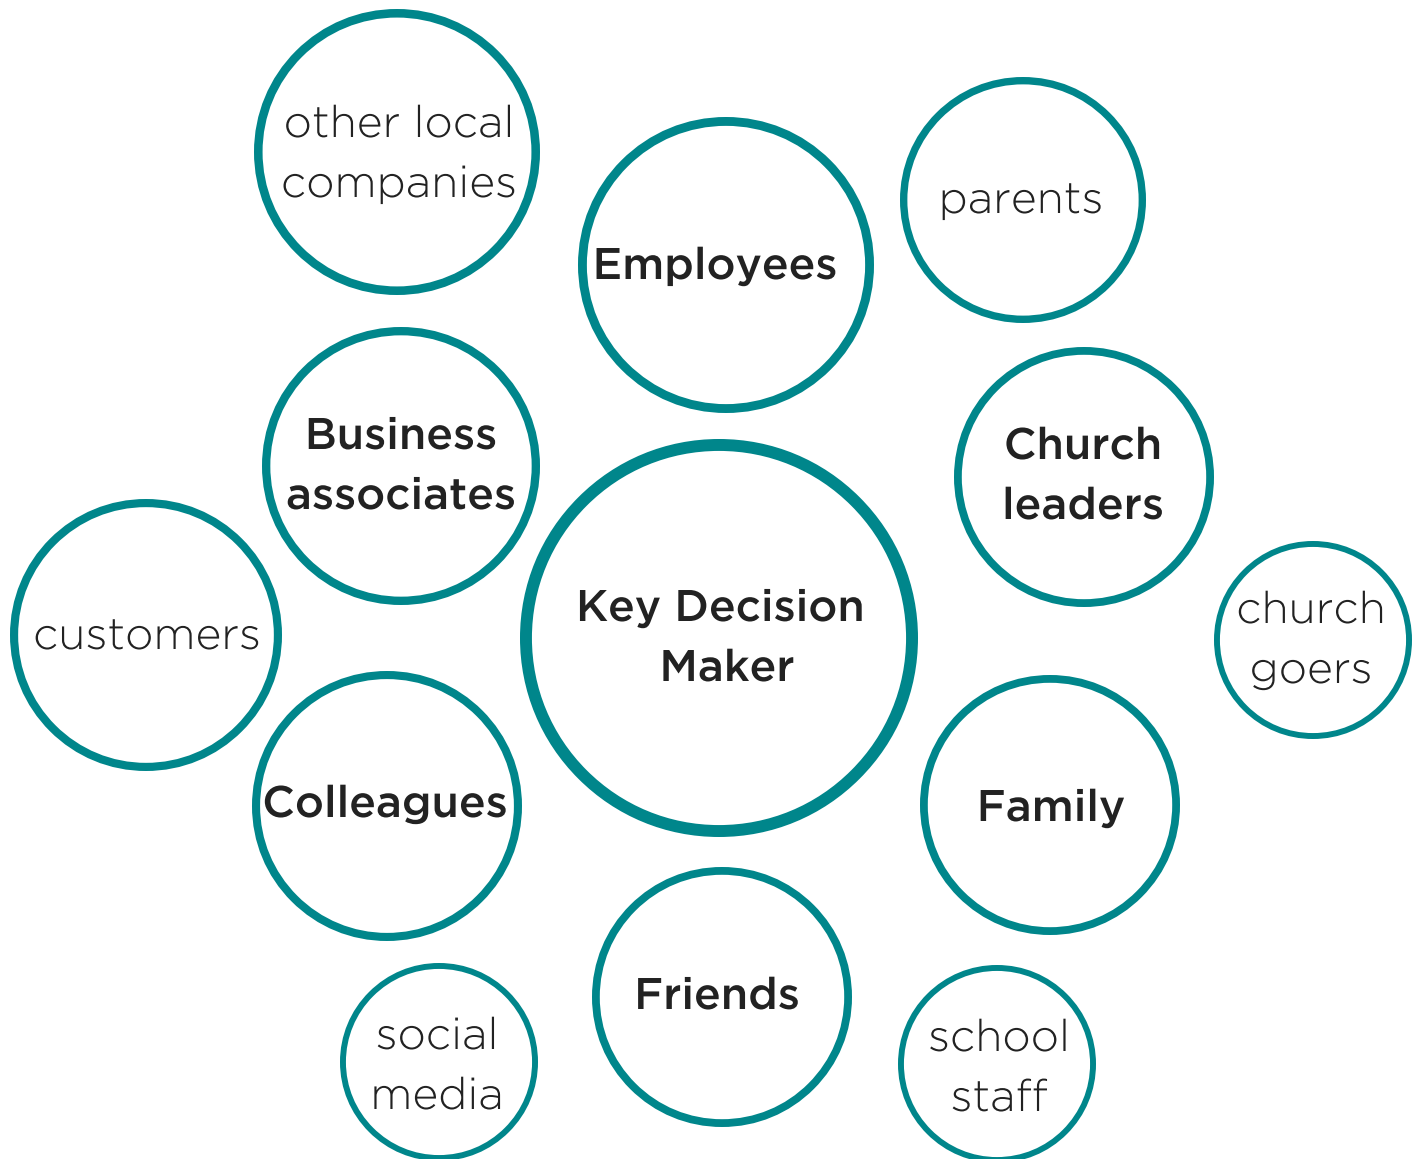 other local
companies
parents
Employees
Business
associates
Church
leaders
customers
Key Decision
Maker
church
goers
Colleagues
Family
Friends
social
media
school
staff